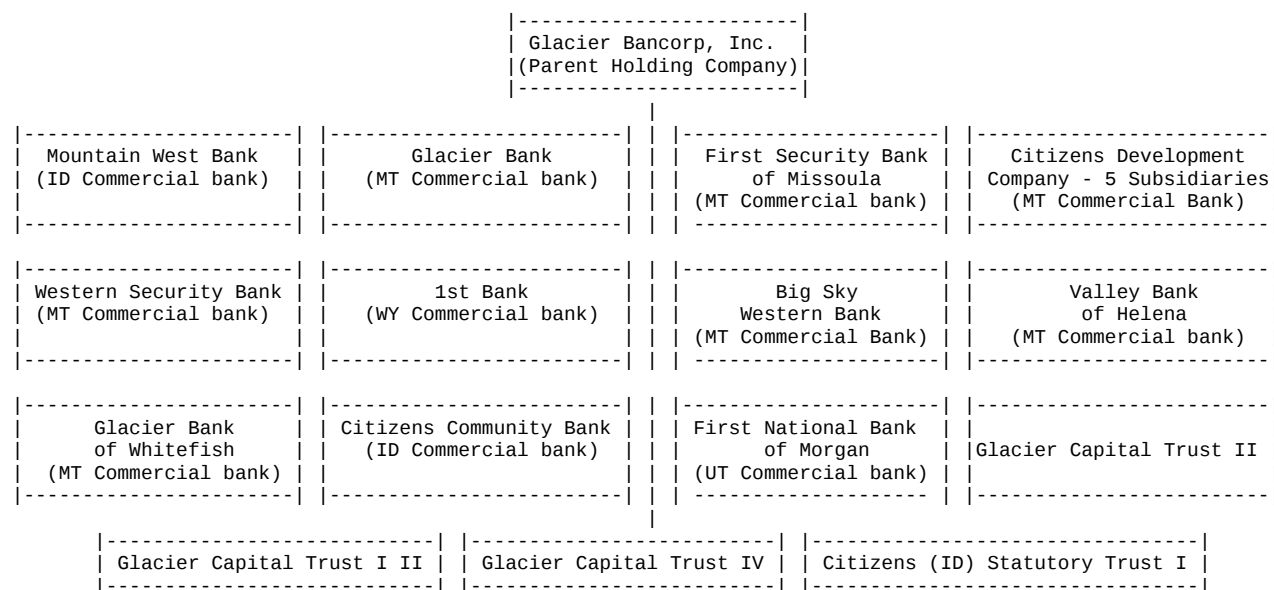 Glacier Bancorp, Inc.
(Parent Holding Company)
Mountain West Bank
(ID Commercial bank)
Glacier Bank
(MT Commercial bank)
First Security Bank
of Missoula
(MT Commercial bank)
Citizens Development
Company - 5 Subsidiaries
(MT Commercial Bank)
Western Security Bank
(MT Commercial bank)
1st Bank
(WY Commercial bank)
Big Sky
Western Bank
(MT Commercial Bank)
Valley Bank
of Helena
(MT Commercial bank)
Glacier Bank
of Whitefish
(MT Commercial bank)
Citizens Community Bank
(ID Commercial bank)
First National Bank
of Morgan
(UT Commercial bank)
Glacier Capital Trust II
Glacier Capital Trust I II
Glacier Capital Trust IV
Citizens (ID) Statutory Trust I